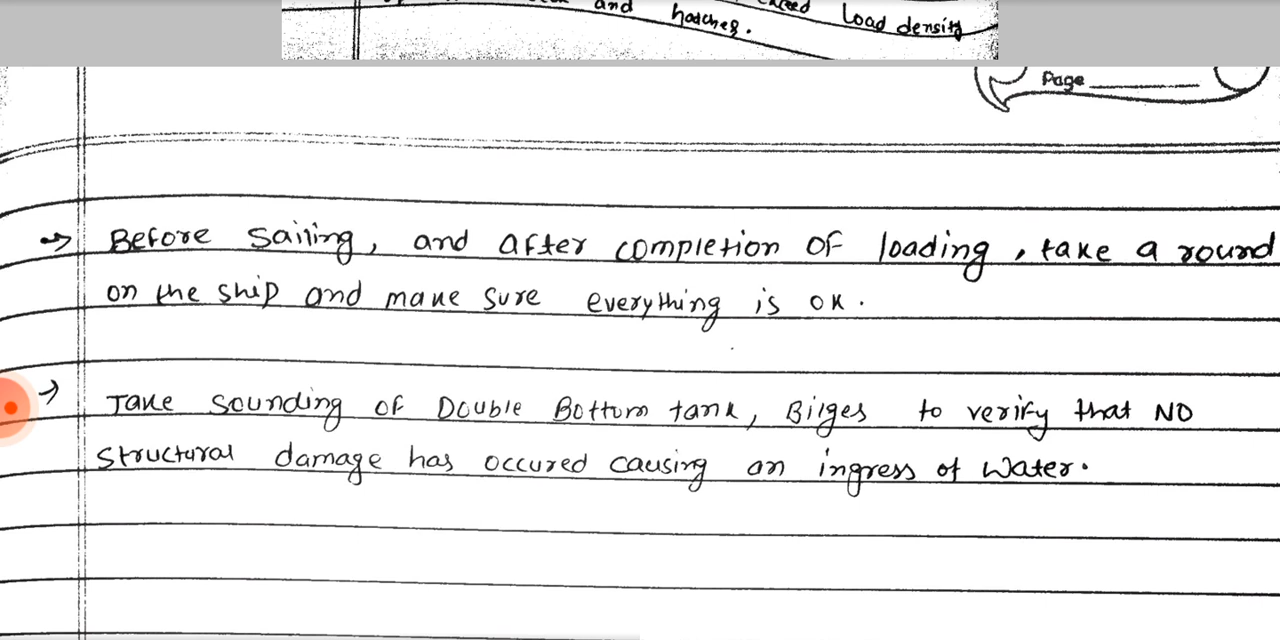 and hatches.
Load density
Page
→ Before sailing, and after completion of loading, take a round
on the ship and make sure everything is ok.
→ Take sounding of Double Bottom tank, Bilges to verify that NO
structural damage has occured causing an ingress of water.